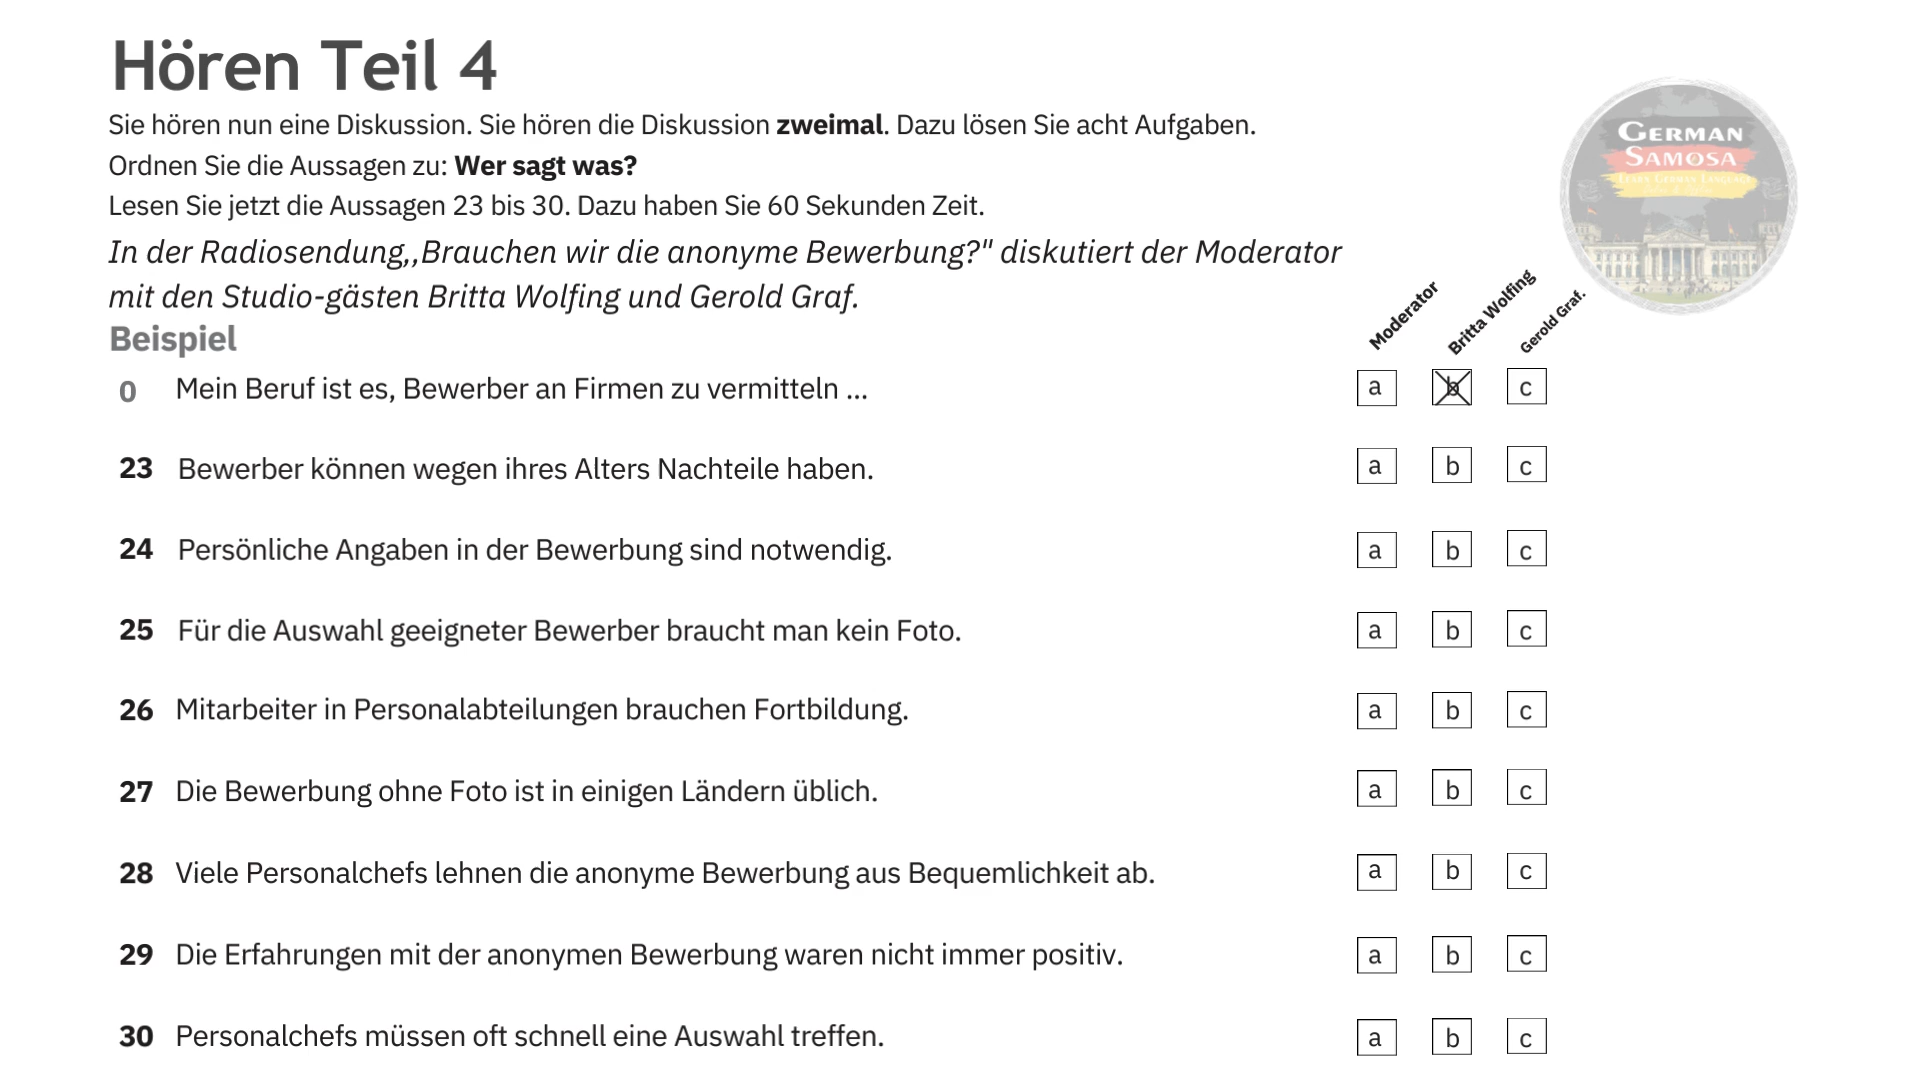 Hören Teil 4
Sie hören nun eine Diskussion. Sie hören die Diskussion zweimal. Dazu lösen Sie acht Aufgaben.
Ordnen Sie die Aussagen zu: Wer sagt was?
Lesen Sie jetzt die Aussagen 23 bis 30. Dazu haben Sie 60 Sekunden Zeit.
In der Radiosendung,,Brauchen wir die anonyme Bewerbung?" diskutiert der Moderator
mit den Studio-gästen Britta Wolfing und Gerold Graf.
GERMAN
SAMOSA
LEARN GERMAN LANGUAGE
Moderator
Britta Wolfing
Gerold Graf.
Beispiel
0 Mein Beruf ist es, Bewerber an Firmen zu vermitteln ... a b c
23 Bewerber können wegen ihres Alters Nachteile haben. a b c
24 Persönliche Angaben in der Bewerbung sind notwendig. a b c
25 Für die Auswahl geeigneter Bewerber braucht man kein Foto. a b c
26 Mitarbeiter in Personalabteilungen brauchen Fortbildung. a b c
27 Die Bewerbung ohne Foto ist in einigen Ländern üblich. a b c
28 Viele Personalchefs lehnen die anonyme Bewerbung aus Bequemlichkeit ab. a b c
29 Die Erfahrungen mit der anonymen Bewerbung waren nicht immer positiv. a b c
30 Personalchefs müssen oft schnell eine Auswahl treffen. a b c